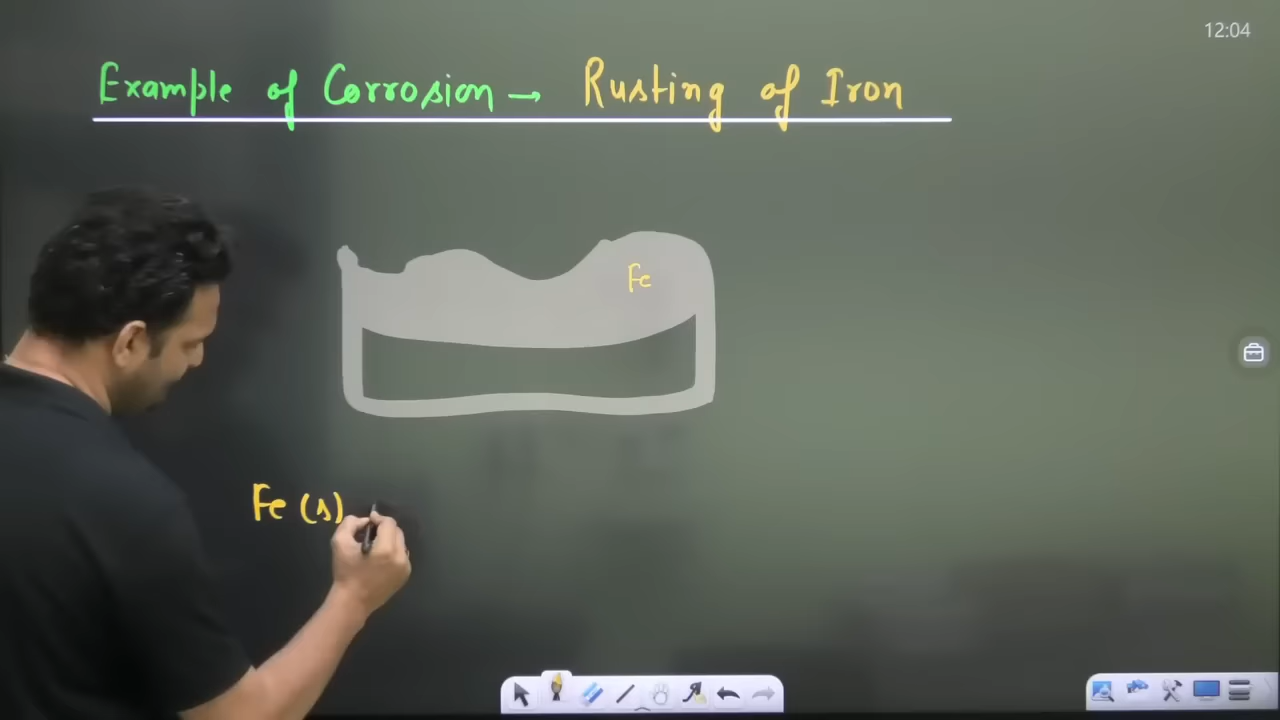 12:04
Example of Corrosion → Rusting of Iron
Fe
Fe (s)